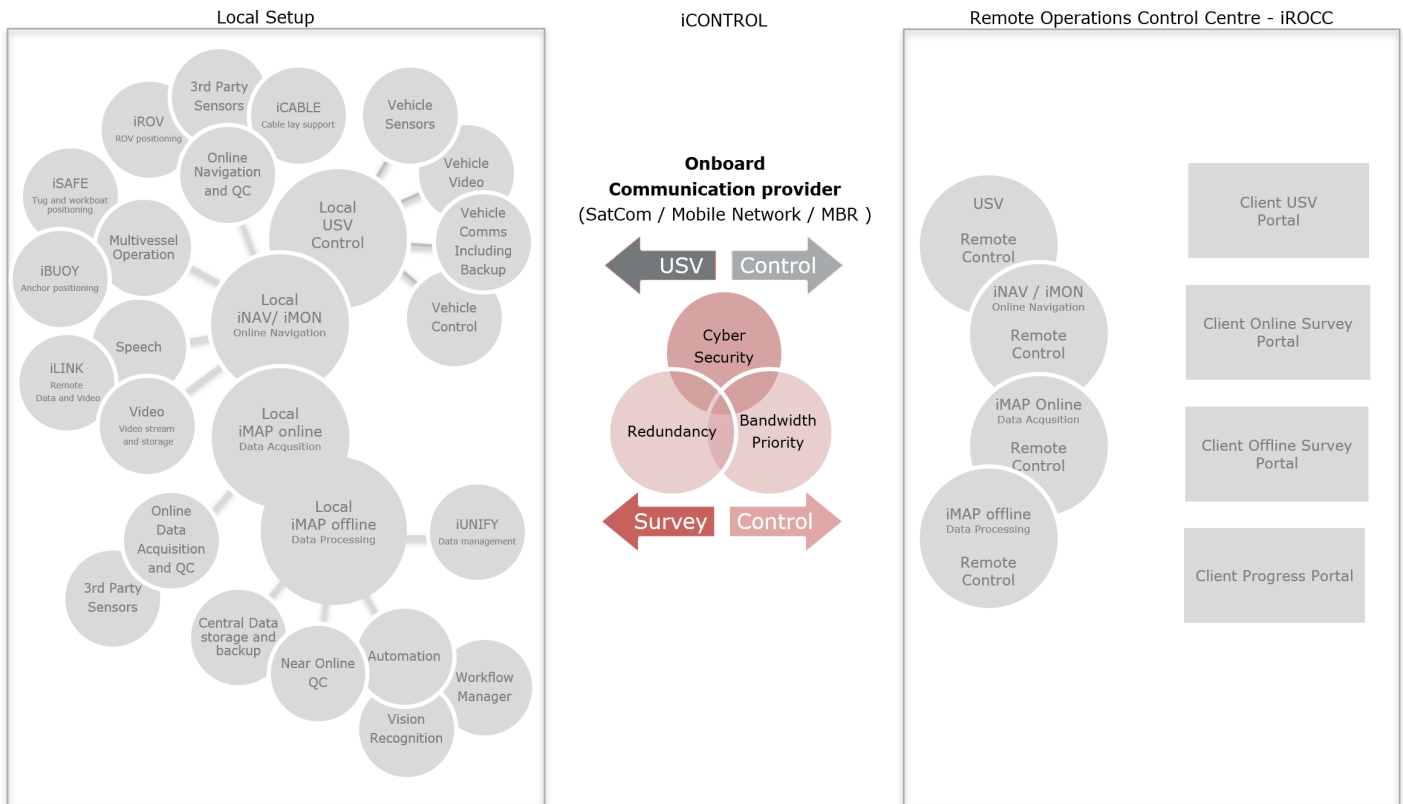 Local Setup
iCONTROL
Remote Operations Control Centre - iROCC
3rd Party
Sensors
iCABLE
Cable lay support
iROV
ROV positioning
Online
Navigation
and QC
iSAFE
Tug and workboat
positioning
Multivessel
Operation
iBUOY
Anchor positioning
Speech
iLINK
Remote
Data and Video
Video
Video stream
and storage
Vehicle
Sensors
Vehicle
Video
Vehicle
Comms
Including
Backup
Vehicle
Control
Local
USV
Control
Local
iNAV/ iMON
Online Navigation
Local
iMAP online
Data Acqusition
Local
iMAP offline
Data Processing
Online
Data
Acquisition
and QC
3rd Party
Sensors
iUNIFY
Data management
Central Data
storage and
backup
Near Online
QC
Automation
Workflow
Manager
Vision
Recognition
Onboard
Communication provider
(SatCom / Mobile Network / MBR )
USV
Control
Cyber
Security
Redundancy
Bandwidth
Priority
Survey
Control
USV
Remote
Control
iNAV / iMON
Online Navigation
Remote
Control
iMAP Online
Data Acqusition
Remote
Control
iMAP offline
Data Processing
Remote
Control
Client USV
Portal
Client Online Survey
Portal
Client Offline Survey
Portal
Client Progress Portal